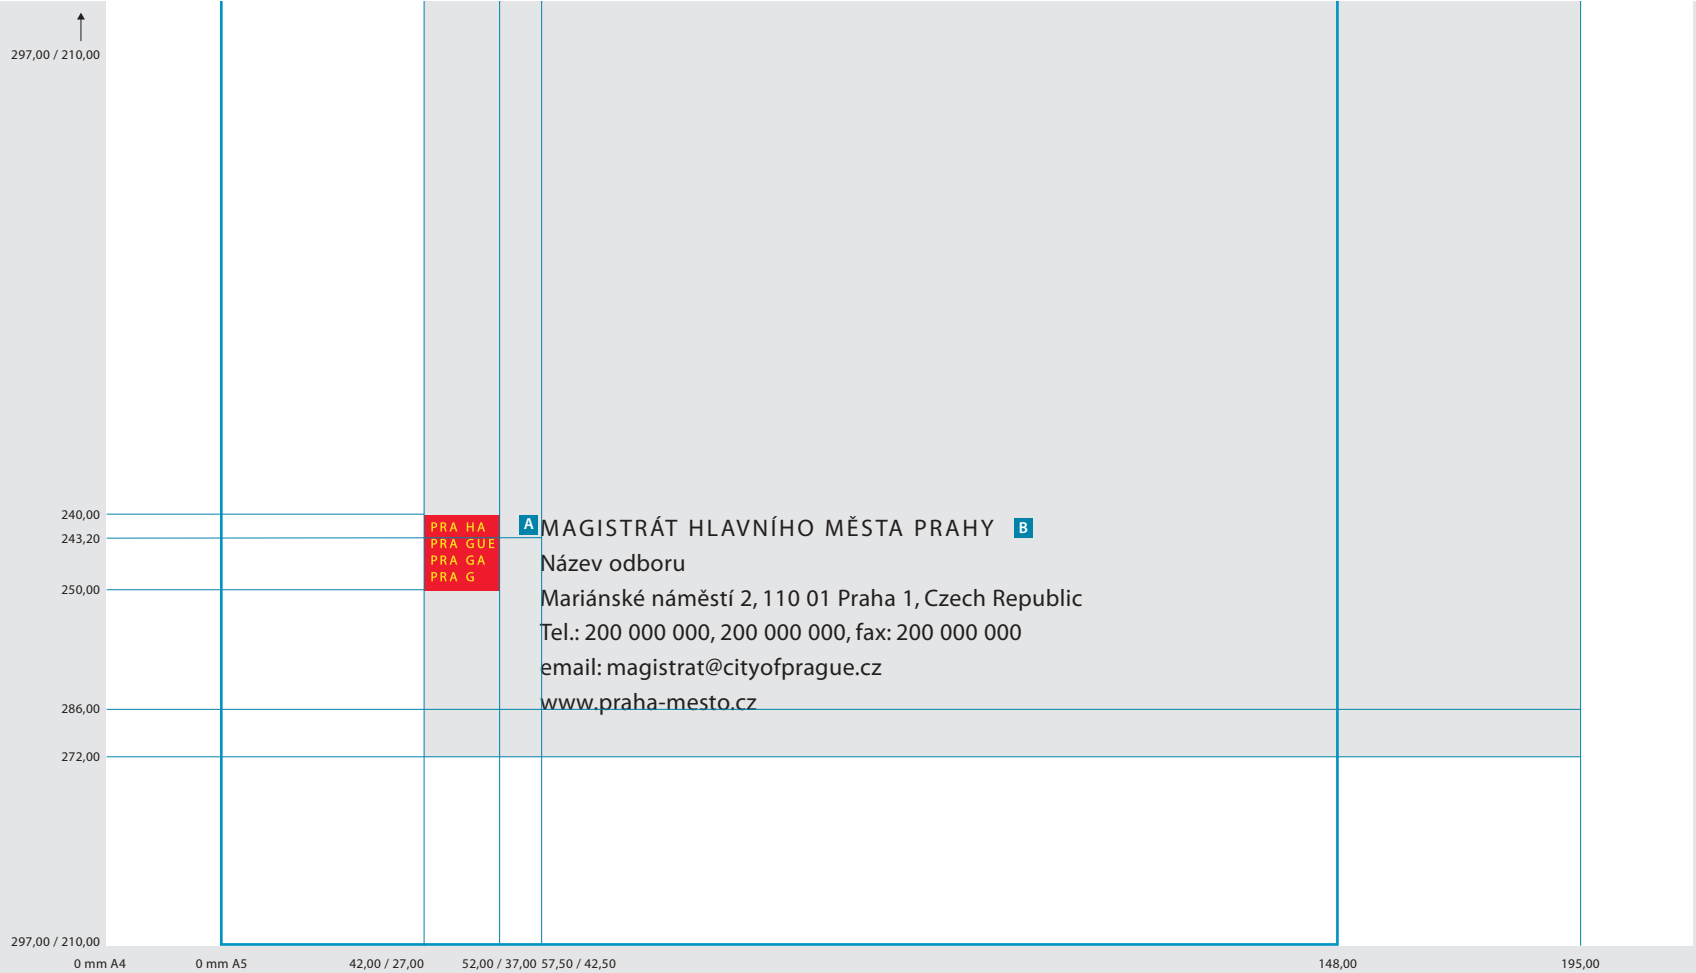 297,00 / 210,00
240,00
243,20
250,00
286,00
272,00
297,00 / 210,00
PRA HA
PRA GUE
PRA GA
PRA G
A
MAGISTRÁT HLAVNÍHO MĚSTA PRAHY B
Název odboru
Mariánské náměstí 2, 110 01 Praha 1, Czech Republic
Tel.: 200 000 000, 200 000 000, fax: 200 000 000
email: magistrat@cityofprague.cz
www.praha-mesto.cz
0 mm A4 0 mm A5 42,00 / 27,00 52,00 / 37,00 57,50 / 42,50 148,00 195,00